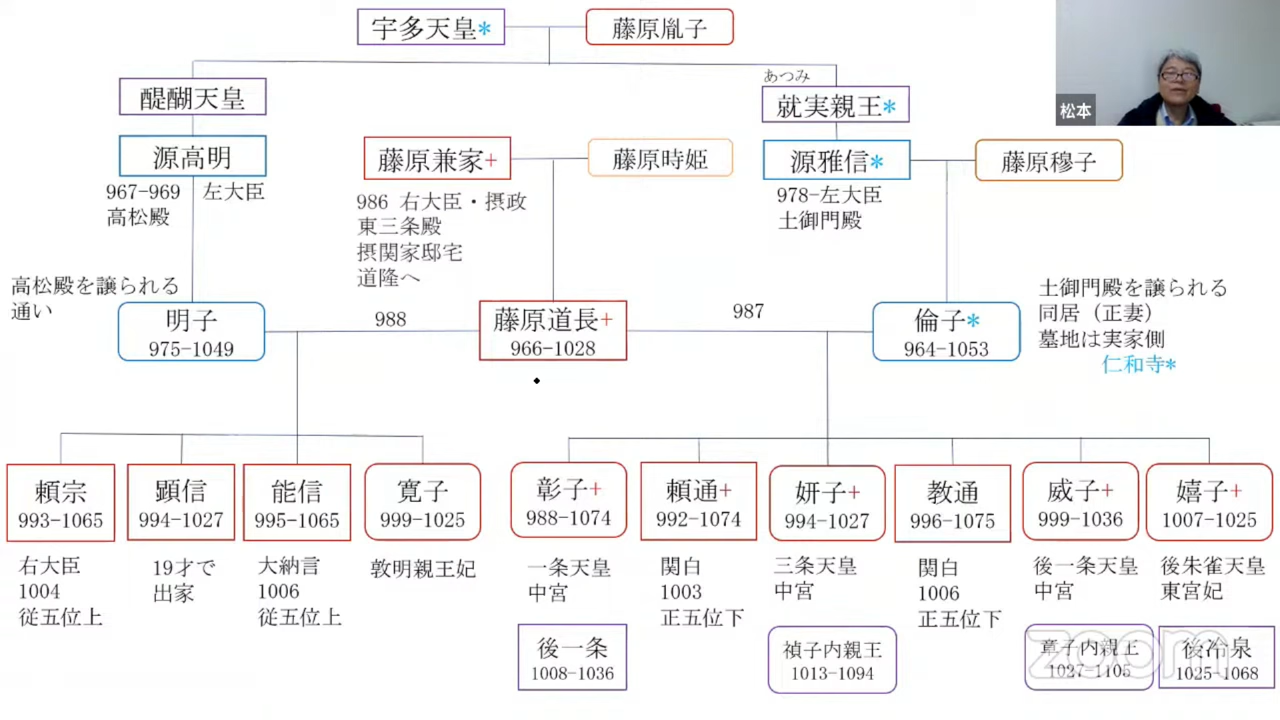 宇多天皇*
藤原胤子
松本
醍醐天皇
あつみ
就実親王*
源高明
藤原兼家+
藤原時姫
源雅信*
藤原穆子
967-969 左大臣
高松殿
986 右大臣・摂政
東三条殿
摂関家邸宅
道隆へ
978-左大臣
土御門殿
高松殿を譲られる
通い
土御門殿を譲られる
同居（正妻）
墓地は実家側
仁和寺*
明子
975-1049
988
藤原道長+
966-1028
987
倫子*
964-1053
頼宗
993-1065
顕信
994-1027
能信
995-1065
寛子
999-1025
彰子+
988-1074
頼通+
992-1074
妍子+
994-1027
教通
996-1075
威子+
999-1036
嬉子+
1007-1025
右大臣
1004
従五位上
19才で
出家
大納言
1006
従五位上
敦明親王妃
一条天皇
中宮
関白
1003
正五位下
三条天皇
中宮
関白
1006
正五位下
後一条天皇
中宮
後朱雀天皇
東宮妃
後一条
1008-1036
禎子内親王
1013-1094
章子内親王
1027-1105
後冷泉
1025-1068
zoom